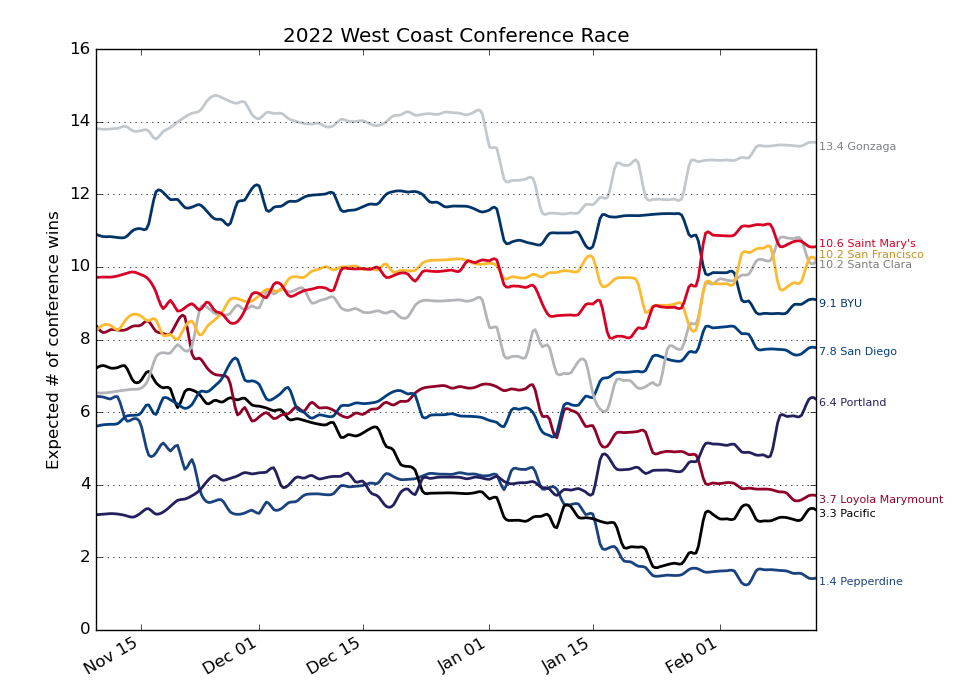 2022 West Coast Conference Race
Expected # of conference wins
16
14
12
10
8
6
4
2
0
Nov 15
Dec 01
Dec 15
Jan 01
Jan 15
Feb 01
13.4 Gonzaga
10.6 Saint Mary's
10.2 San Francisco
10.2 Santa Clara
9.1 BYU
7.8 San Diego
6.4 Portland
3.7 Loyola Marymount
3.3 Pacific
1.4 Pepperdine